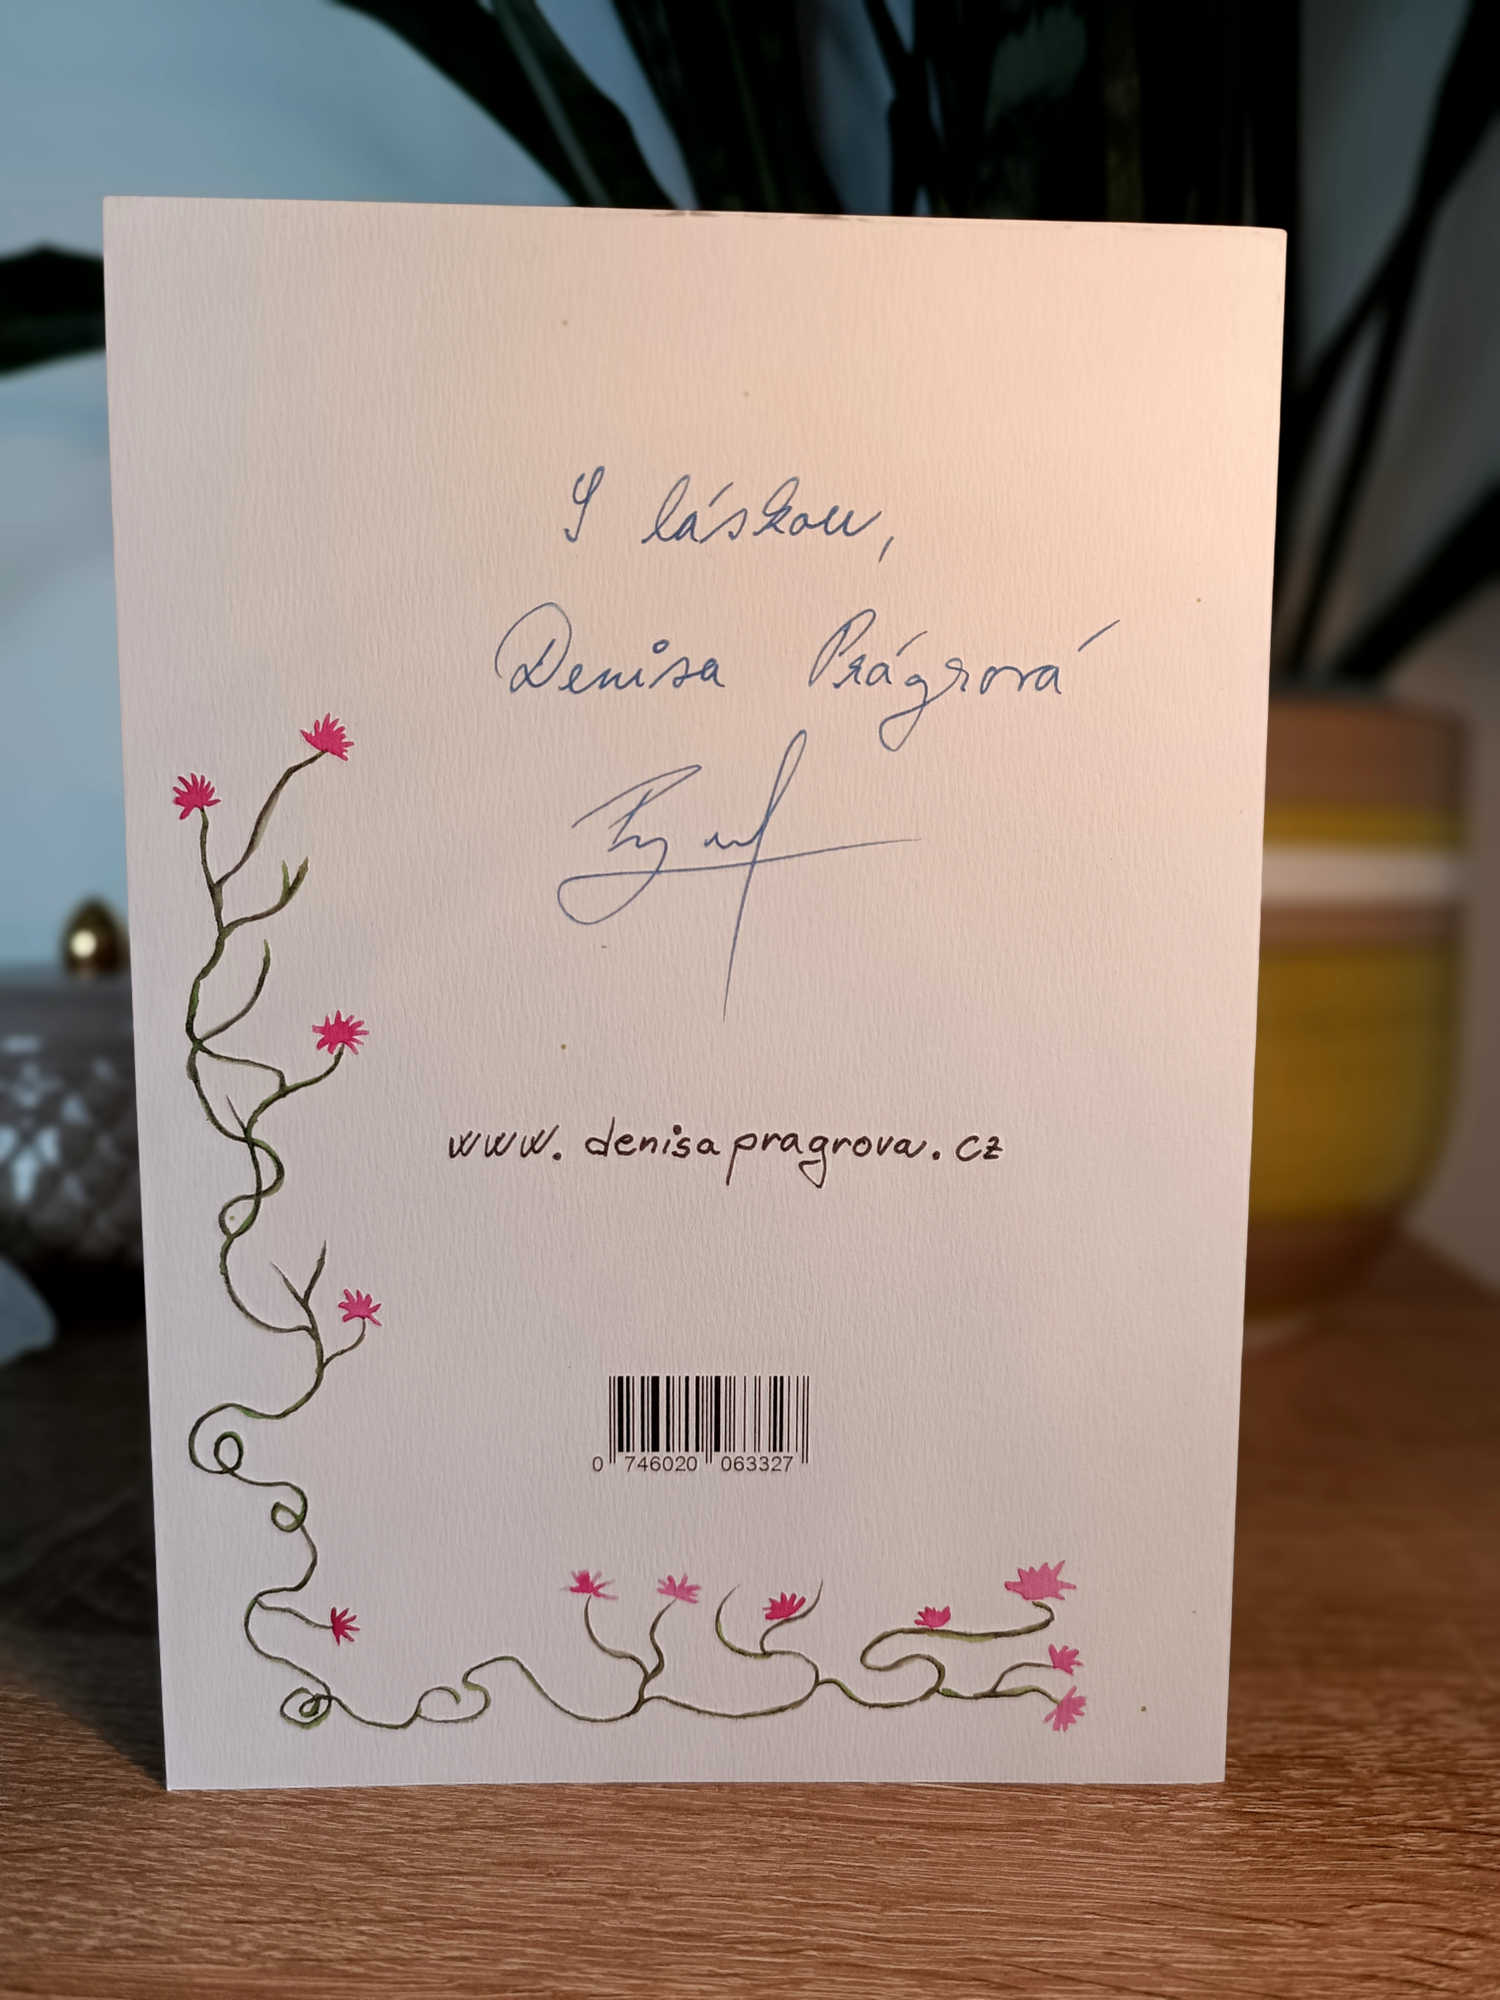 S láskou,
Denisa Prágrová
www.denisapragrova.cz
0 746020 063327